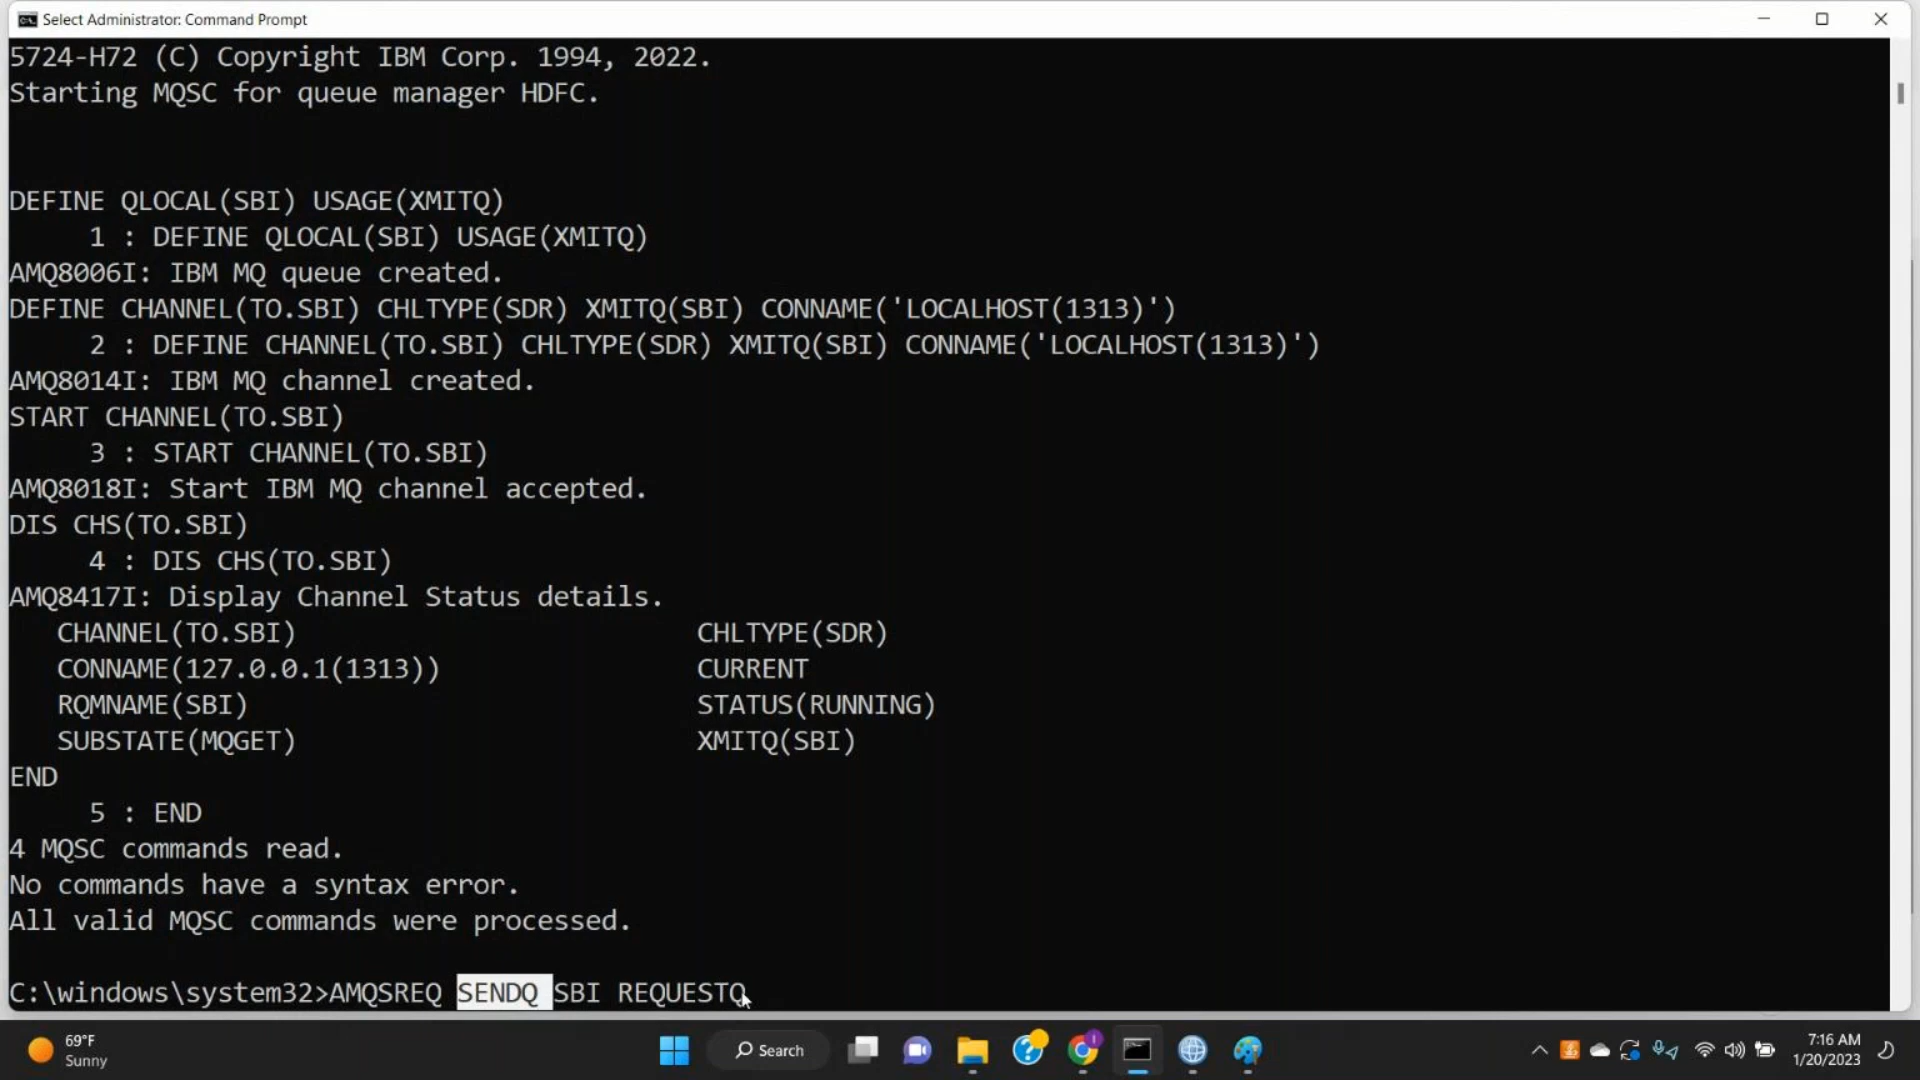 Select Administrator: Command Prompt
5724-H72 (C) Copyright IBM Corp. 1994, 2022.
Starting MQSC for queue manager HDFC.
DEFINE QLOCAL(SBI) USAGE(XMITQ)
1 : DEFINE QLOCAL(SBI) USAGE(XMITQ)
AMQ8006I: IBM MQ queue created.
DEFINE CHANNEL(TO.SBI) CHLTYPE(SDR) XMITQ(SBI) CONNAME('LOCALHOST(1313)')
2 : DEFINE CHANNEL(TO.SBI) CHLTYPE(SDR) XMITQ(SBI) CONNAME('LOCALHOST(1313)')
AMQ8014I: IBM MQ channel created.
START CHANNEL(TO.SBI)
3 : START CHANNEL(TO.SBI)
AMQ8018I: Start IBM MQ channel accepted.
DIS CHS(TO.SBI)
4 : DIS CHS(TO.SBI)
AMQ8417I: Display Channel Status details.
CHANNEL(TO.SBI) CHLTYPE(SDR)
CONNAME(127.0.0.1(1313)) CURRENT
RQMNAME(SBI) STATUS(RUNNING)
SUBSTATE(MQGET) XMITQ(SBI)
END
5 : END
4 MQSC commands read.
No commands have a syntax error.
All valid MQSC commands were processed.
C:\windows\system32>AMQSREQ SENDQ SBI REQUESTQ
69°F
Sunny
Search
7:16 AM
1/20/2023